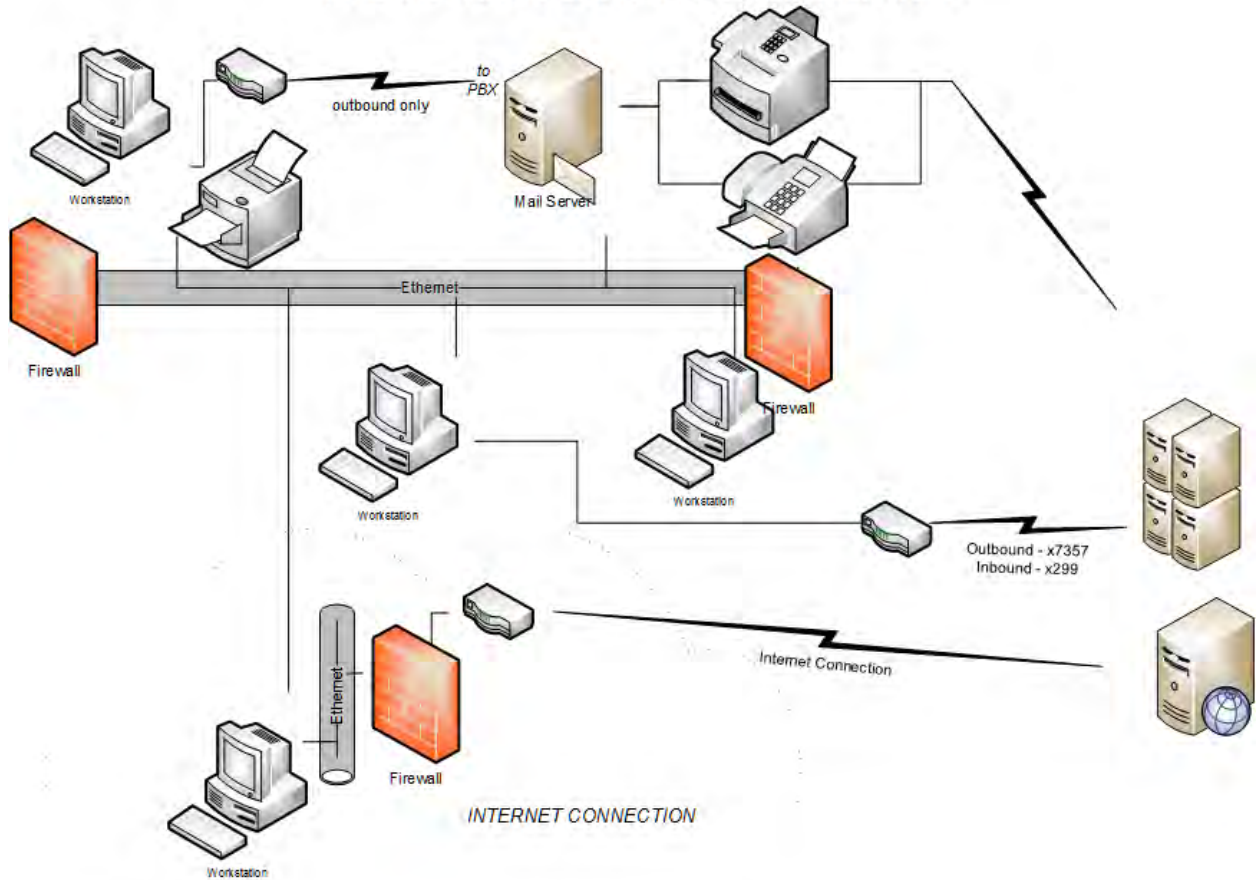 to
PBX
outbound only
Workstation
Mail Server
Ethernet
Firewall
Firewall
Workstation
Workstation
Outbound - x7357
Inbound - x299
Internet Connection
Ethernet
Firewall
INTERNET CONNECTION
Workstation